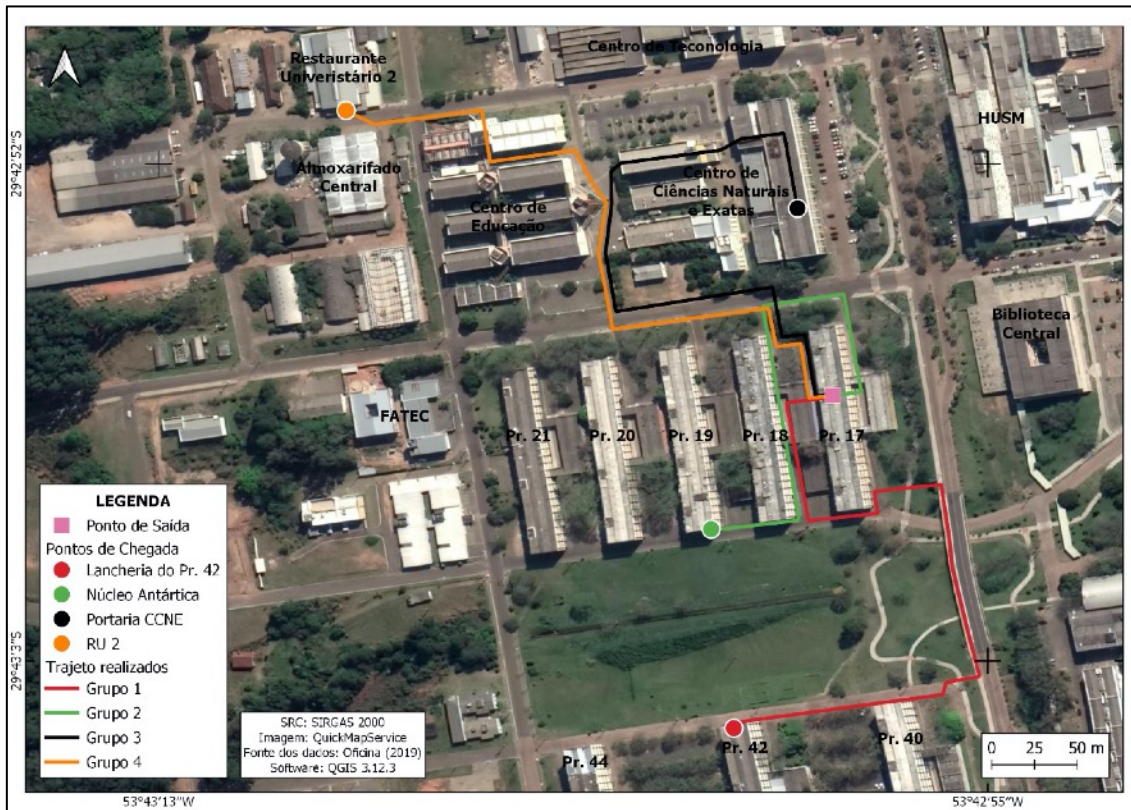 Centro de Teconologia
Restaurante
Univeristário 2
HUSM
29°42'52"S
Almoxarifado
Central
Centro de
Ciências Naturais
e Exatas
Centro de
Educação
Biblioteca
Central
FATEC
Pr. 21
Pr. 20
Pr. 19
Pr. 18
Pr. 17
LEGENDA
Ponto de Saída
Pontos de Chegada
Lancheria do Pr. 42
Núcleo Antártica
Portaria CCNE
RU 2
Trajeto realizados
Grupo 1
Grupo 2
Grupo 3
Grupo 4
29°43'3"S
SRC: SIRGAS 2000
Imagem: QuickMapService
Fonte dos dados: Oficina (2019)
Software: QGIS 3.12.3
Pr. 44
Pr. 42
Pr. 40
0 25 50 m
53°43'13"W
53°42'55"W